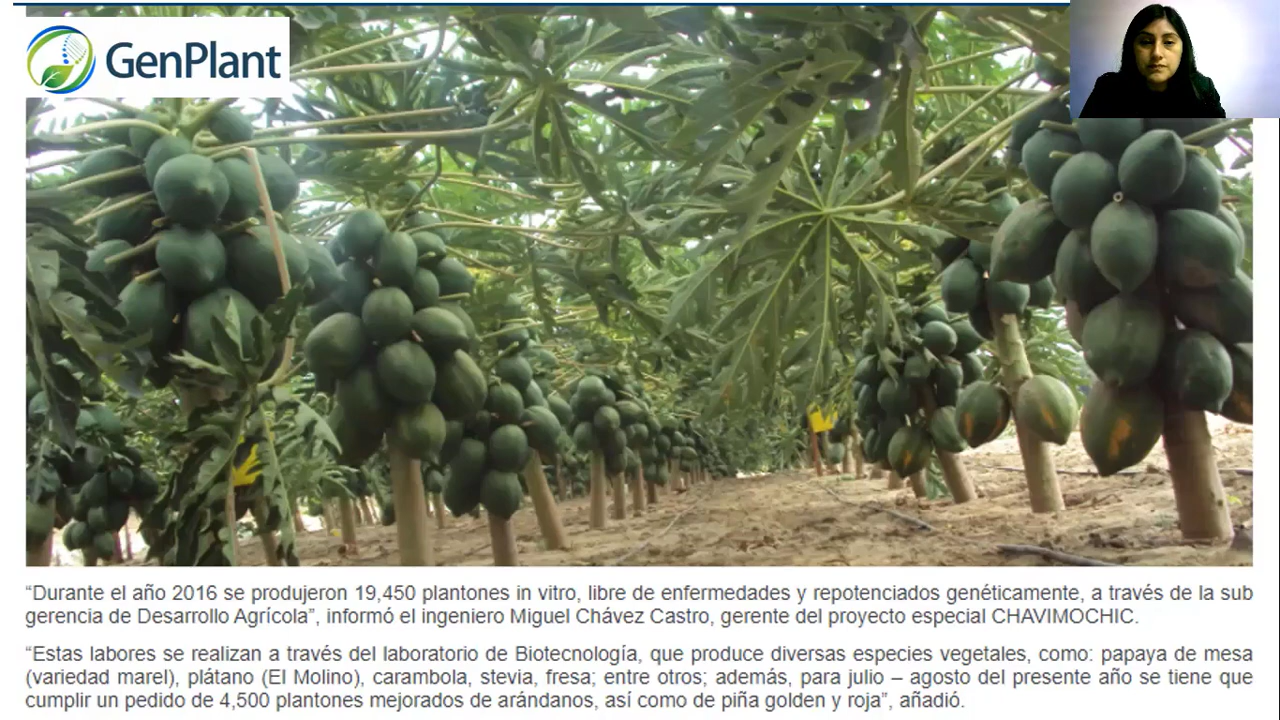 GenPlant
“Durante el año 2016 se produjeron 19,450 plantones in vitro, libre de enfermedades y repotenciados genéticamente, a través de la sub
gerencia de Desarrollo Agrícola”, informó el ingeniero Miguel Chávez Castro, gerente del proyecto especial CHAVIMOCHIC.
“Estas labores se realizan a través del laboratorio de Biotecnología, que produce diversas especies vegetales, como: papaya de mesa
(variedad marel), plátano (El Molino), carambola, stevia, fresa; entre otros; además, para julio – agosto del presente año se tiene que
cumplir un pedido de 4,500 plantones mejorados de arándanos, así como de piña golden y roja”, añadió.